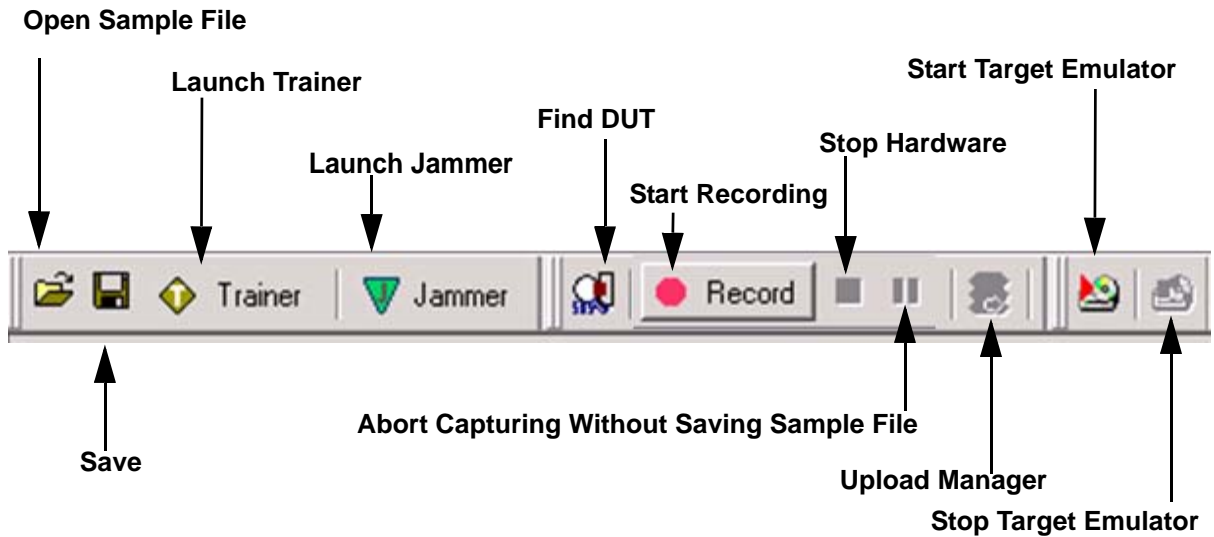 Open Sample File
Launch Trainer
Start Target Emulator
Find DUT
Stop Hardware
Launch Jammer
Start Recording
T Trainer J Jammer Record
Abort Capturing Without Saving Sample File
Save
Upload Manager
Stop Target Emulator